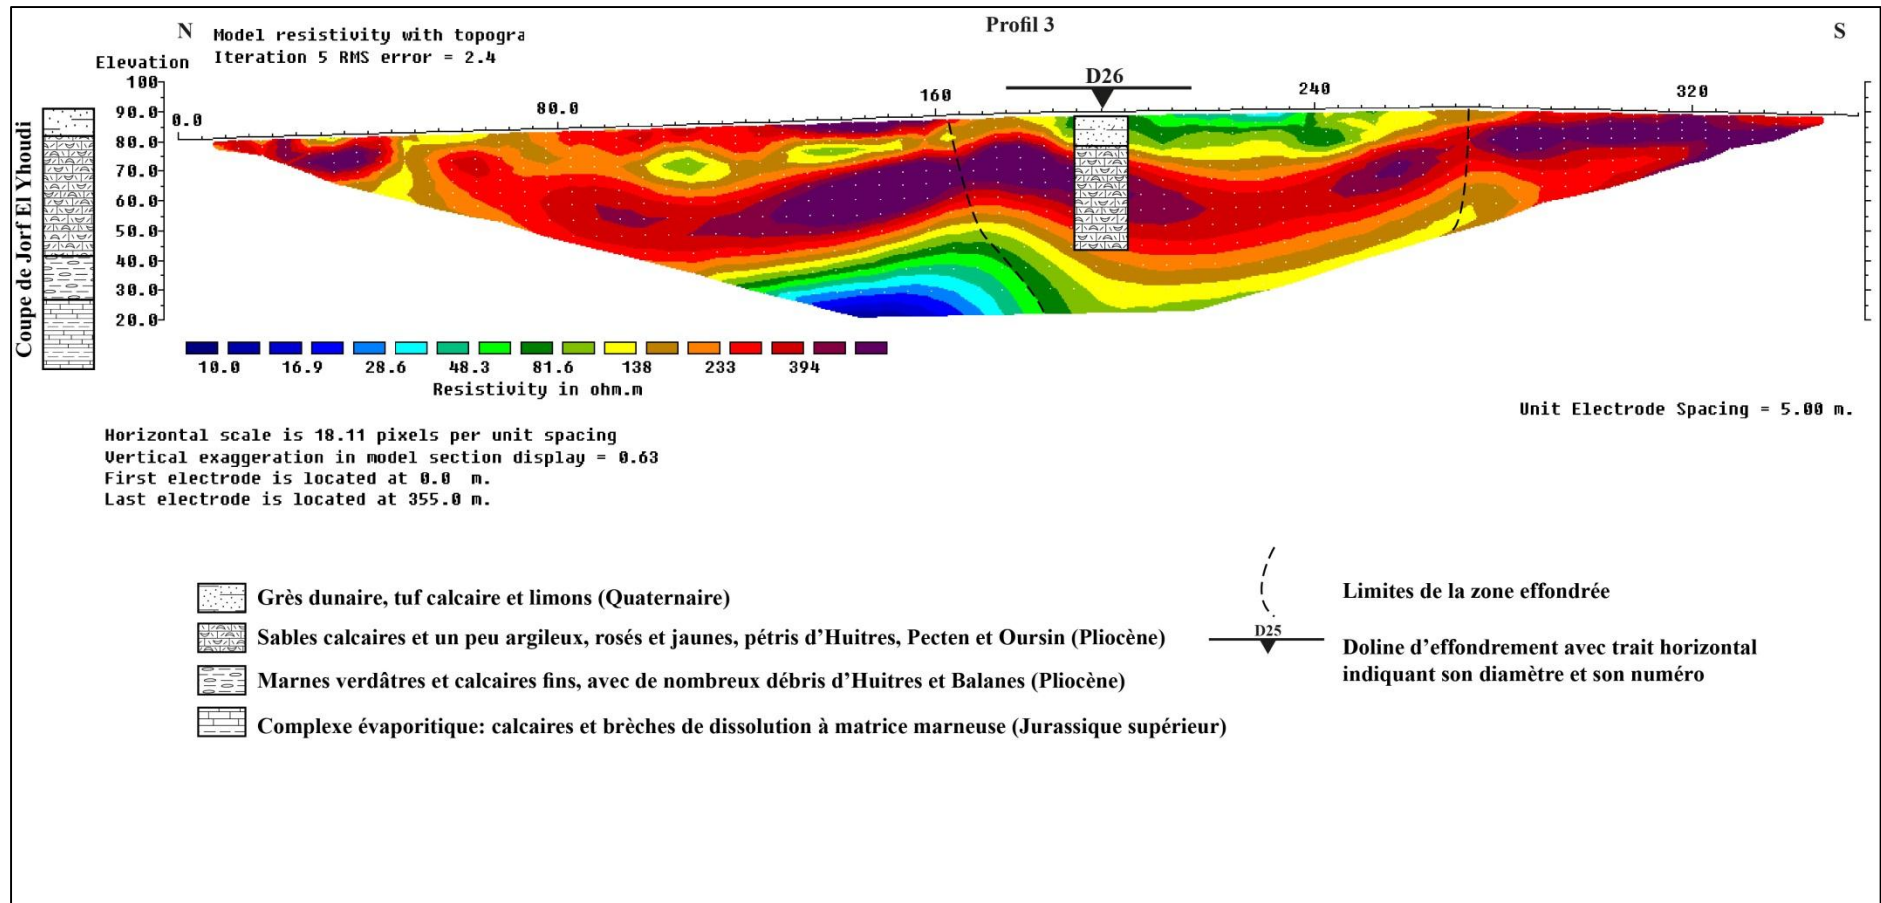 N
Model resistivity with topogra
Profil 3
S
Iteration 5 RMS error = 2.4
Elevation
D26
100
90.0
80.0
70.0
60.0
50.0
40.0
30.0
20.0
0.0
80.0
160
240
320
Coupe de Jorf El Yhoudi
10.0 16.9 28.6 48.3 81.6 138 233 394
Resistivity in ohm.m
Unit Electrode Spacing = 5.00 m.
Horizontal scale is 18.11 pixels per unit spacing
Vertical exaggeration in model section display = 0.63
First electrode is located at 0.0 m.
Last electrode is located at 355.0 m.
Grès dunaire, tuf calcaire et limons (Quaternaire)
Sables calcaires et un peu argileux, rosés et jaunes, pétris d’Huitres, Pecten et Oursin (Pliocène)
Marnes verdâtres et calcaires fins, avec de nombreux débris d’Huitres et Balanes (Pliocène)
Complexe évaporitique: calcaires et brèches de dissolution à matrice marneuse (Jurassique supérieur)
Limites de la zone effondrée
D25
Doline d’effondrement avec trait horizontal
indiquant son diamètre et son numéro